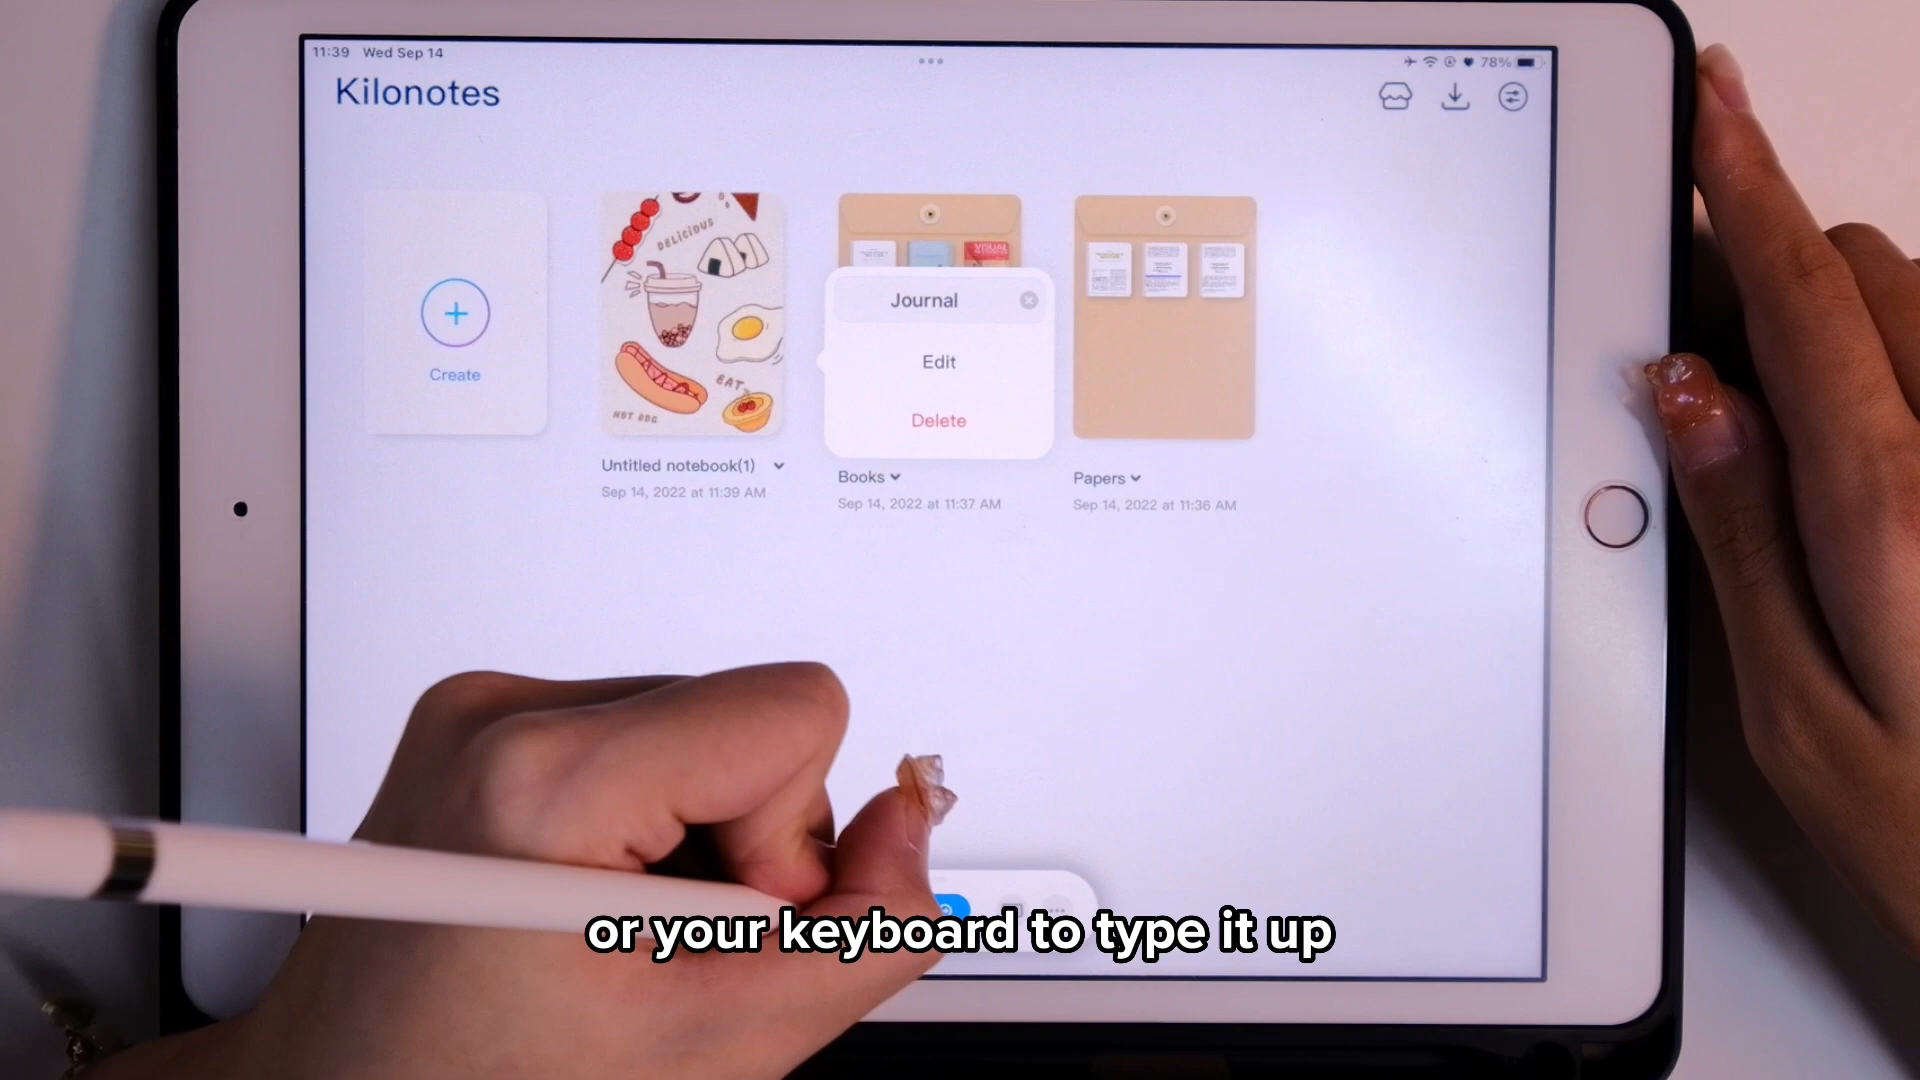 11:39 Wed Sep 14
78%
Kilonotes
DELICIOUS
VISUAL
Journal
Edit
Create
EAT
HOT DOG
Delete
Untitled notebook(1)
Sep 14, 2022 at 11:39 AM
Books
Sep 14, 2022 at 11:37 AM
Papers
Sep 14, 2022 at 11:36 AM
or your keyboard to type it up